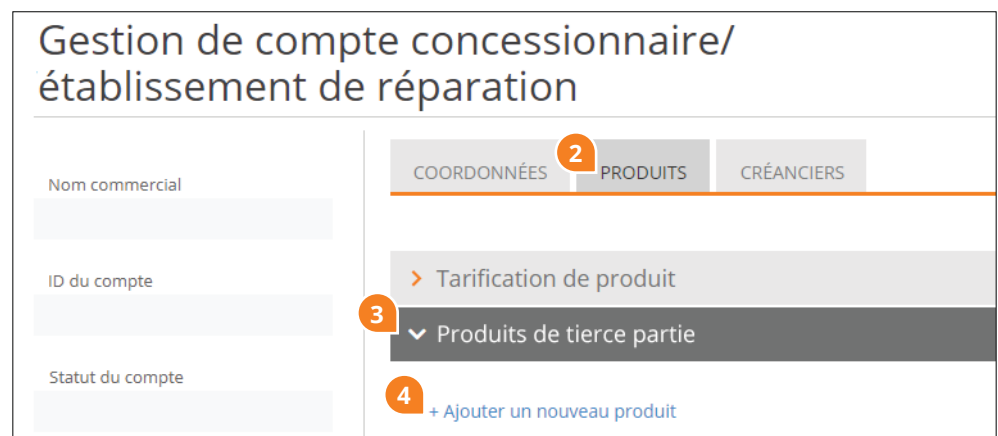 Gestion de compte concessionnaire/
établissement de réparation
Nom commercial
ID du compte
Statut du compte
COORDONNÉES 2 PRODUITS CRÉANCIERS
Tarification de produit
3 Produits de tierce partie
4 + Ajouter un nouveau produit